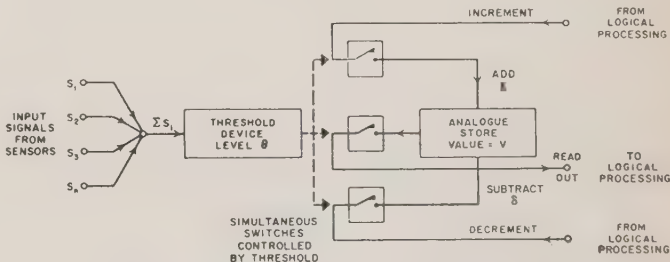 INCREMENT
FROM
LOGICAL
PROCESSING
ADD
S₁
S₂
S₃
Sₙ
INPUT
SIGNALS
FROM
SENSORS
ΣSᵢ
THRESHOLD
DEVICE
LEVEL θ
ANALOGUE
STORE
VALUE = V
READ
OUT
TO
LOGICAL
PROCESSING
SUBTRACT
δ
SIMULTANEOUS
SWITCHES
CONTROLLED
BY THRESHOLD
DECREMENT
FROM
LOGICAL
PROCESSING